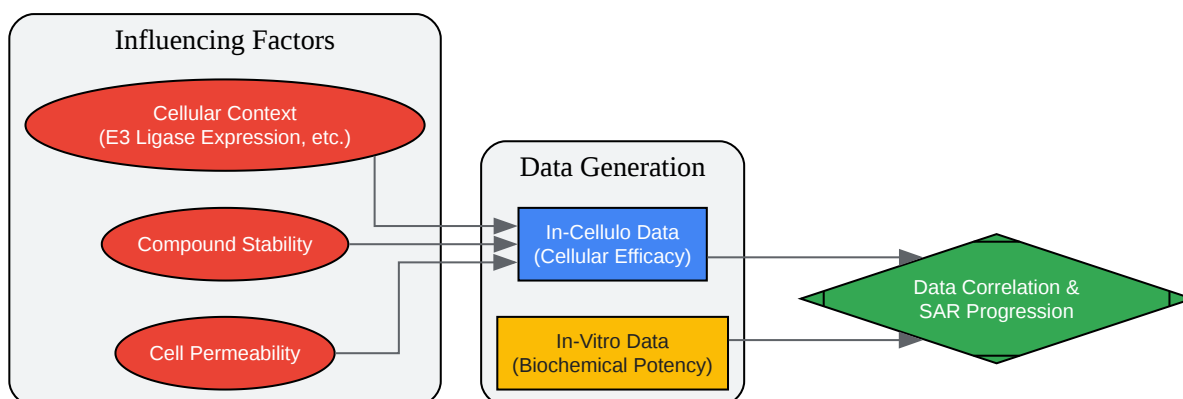 Influencing Factors
Cellular Context
(E3 Ligase Expression, etc.)
Compound Stability
Cell Permeability
Data Generation
In-Cellulo Data
(Cellular Efficacy)
In-Vitro Data
(Biochemical Potency)
Data Correlation &
SAR Progression